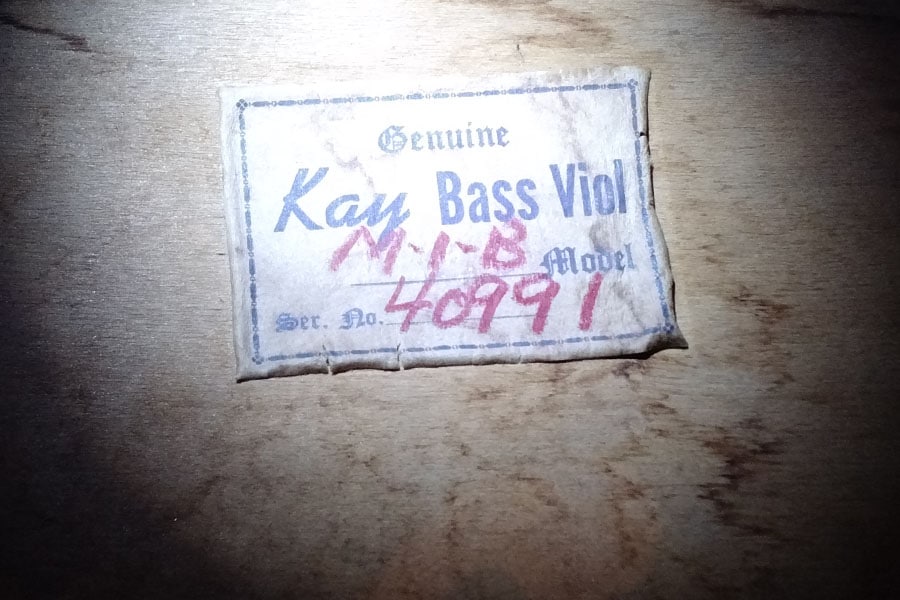 Genuine
Kay Bass Viol
M-1-B Model
Ser. No. 40991